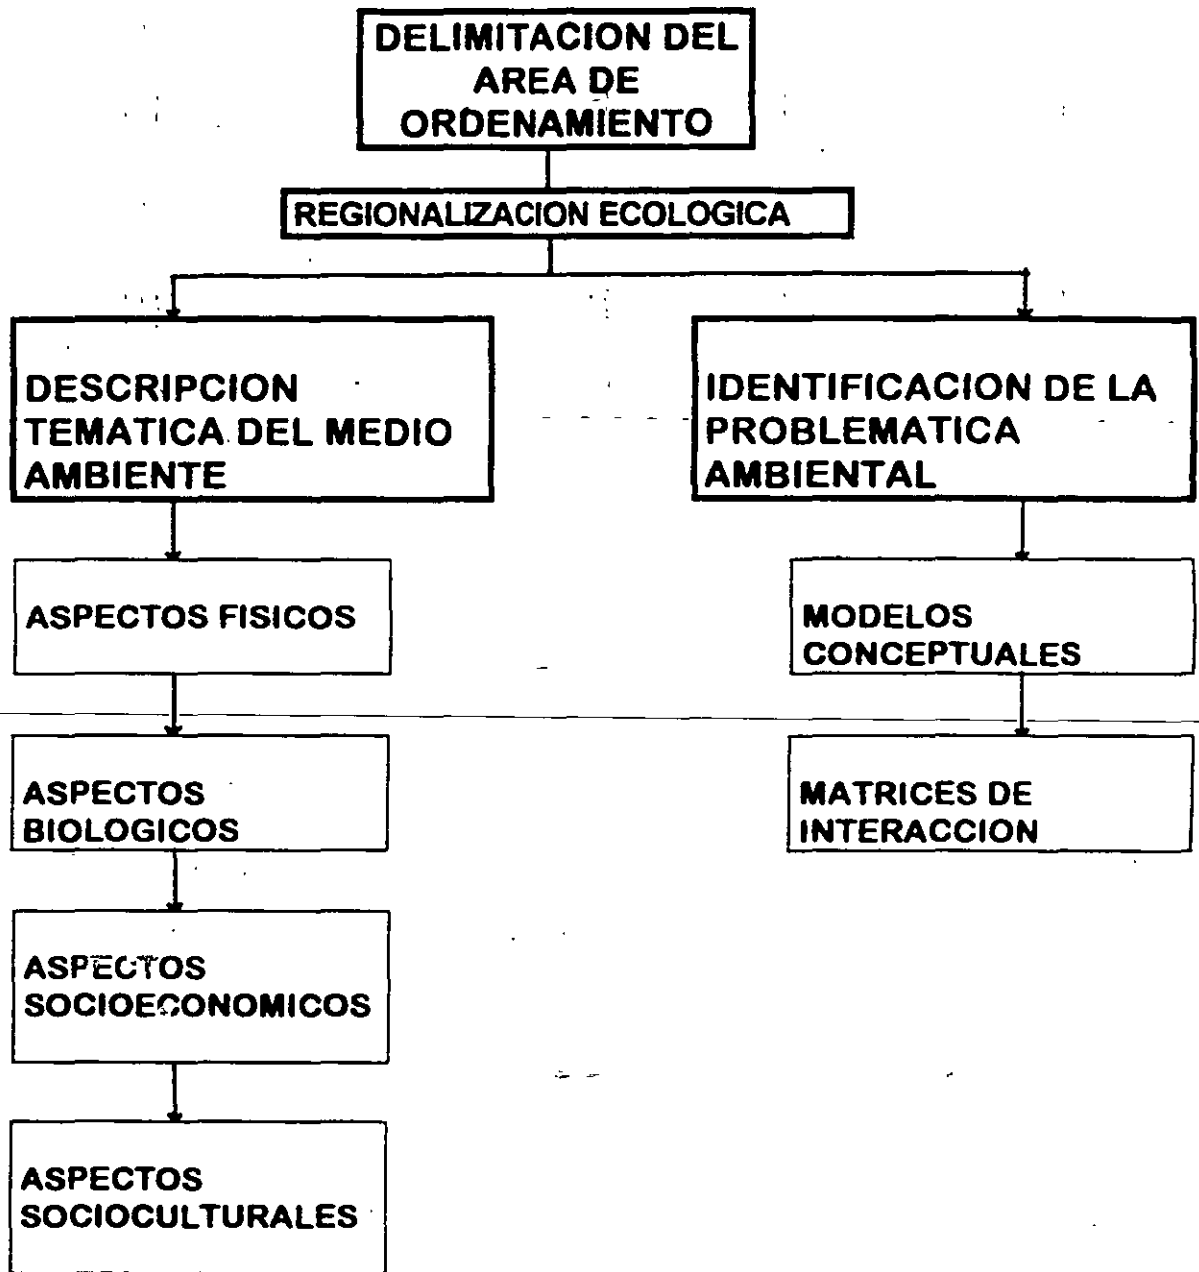 DELIMITACION DEL
AREA DE
ORDENAMIENTO
REGIONALIZACION ECOLOGICA
DESCRIPCION
TEMATICA DEL MEDIO
AMBIENTE
IDENTIFICACION DE LA
PROBLEMATICA
AMBIENTAL
ASPECTOS FISICOS
MODELOS
CONCEPTUALES
ASPECTOS
BIOLOGICOS
MATRICES DE
INTERACCION
ASPECTOS
SOCIOECONOMICOS
ASPECTOS
SOCIOCULTURALES